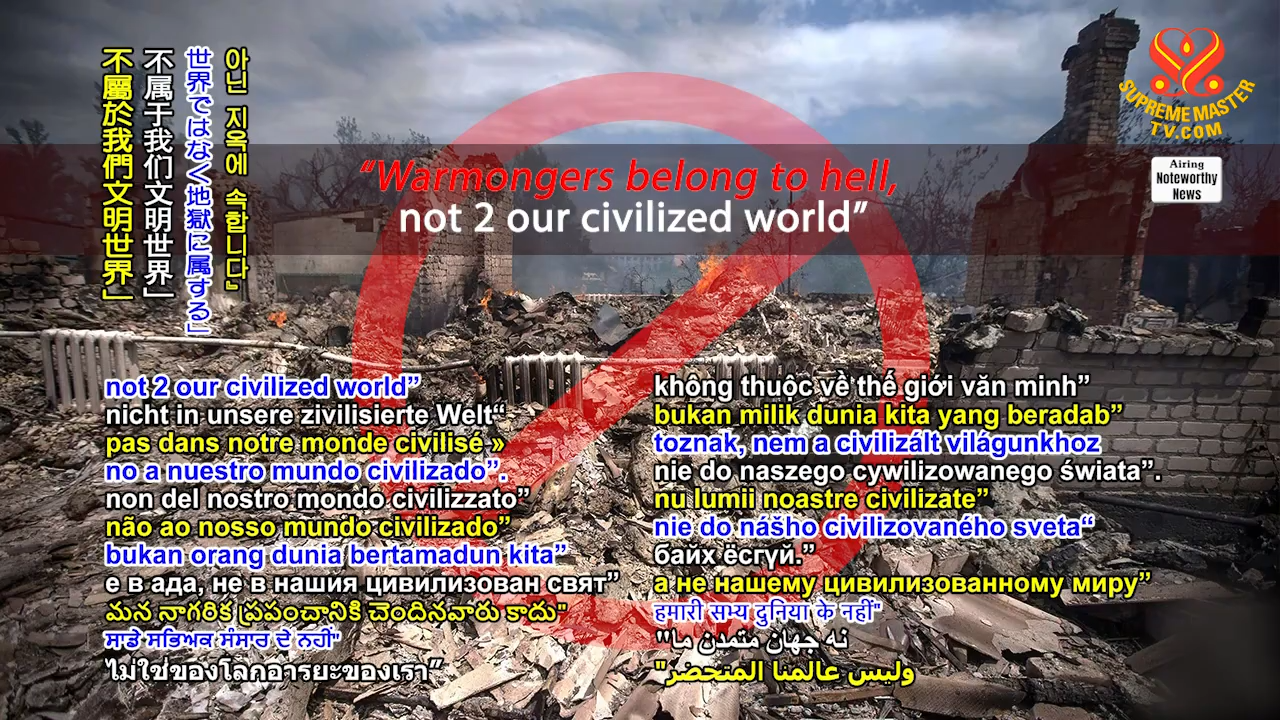 不屬於我們文明世界」
不属于我们文明世界」
世界ではなく地獄に属する」
아닌 지옥에 속합니다』
SUPREME MASTER
TV.COM
Airing
Noteworthy
News
“Warmongers belong to hell,
not 2 our civilized world”
not 2 our civilized world”
nicht in unsere zivilisierte Welt“
pas dans notre monde civilisé »
no a nuestro mundo civilizado”.
non del nostro mondo civilizzato”
não ao nosso mundo civilizado”
bukan orang dunia bertamadun kita”
е в ада, не в нашия цивилизован свят”
మన నాగరిక ప్రపంచానికి చెందినవారు కాదు"
ਸਾਡੇ ਸਭਿਅਕ ਸੰਸਾਰ ਦੇ ਨਹੀਂ"
ไม่ใช่ของโลกอารยะของเรา”
không thuộc về thế giới văn minh”
bukan milik dunia kita yang beradab”
toznak, nem a civilizált világunkhoz
nie do naszego cywilizowanego świata”.
nu lumii noastre civilizate”
nie do nášho civilizovaného sveta“
байх ёсгүй.”
а не нашему цивилизованному миру”
हमारी सभ्य दुनिया के नहीं"
نه جهان متمدن ما"
وليس عالمنا المتحضر"